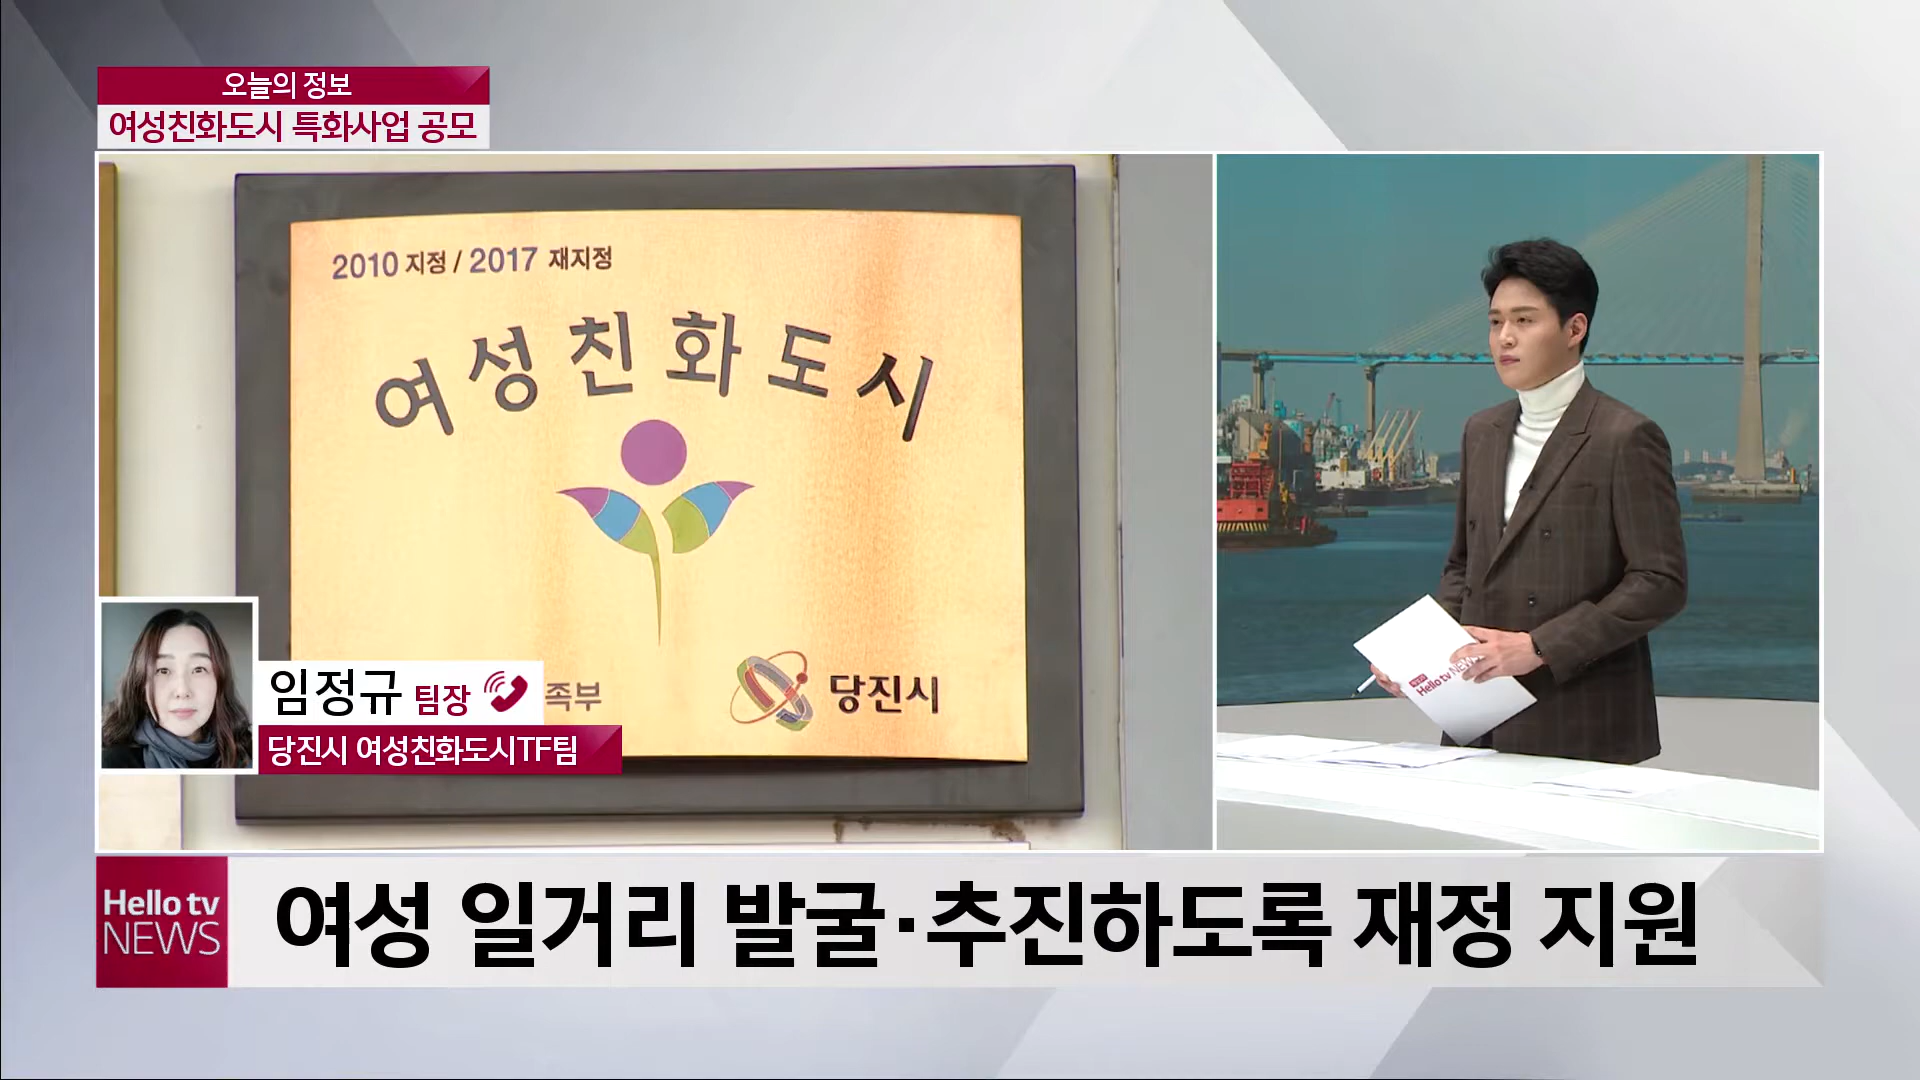 오늘의 정보
여성친화도시 특화사업 공모
2010 지정 / 2017 재지정
여성친화도시
임정규 팀장
족부
당진시
당진시 여성친화도시TF팀
Hello tv NEWS
Hello tv
NEWS
여성 일거리 발굴·추진하도록 재정 지원